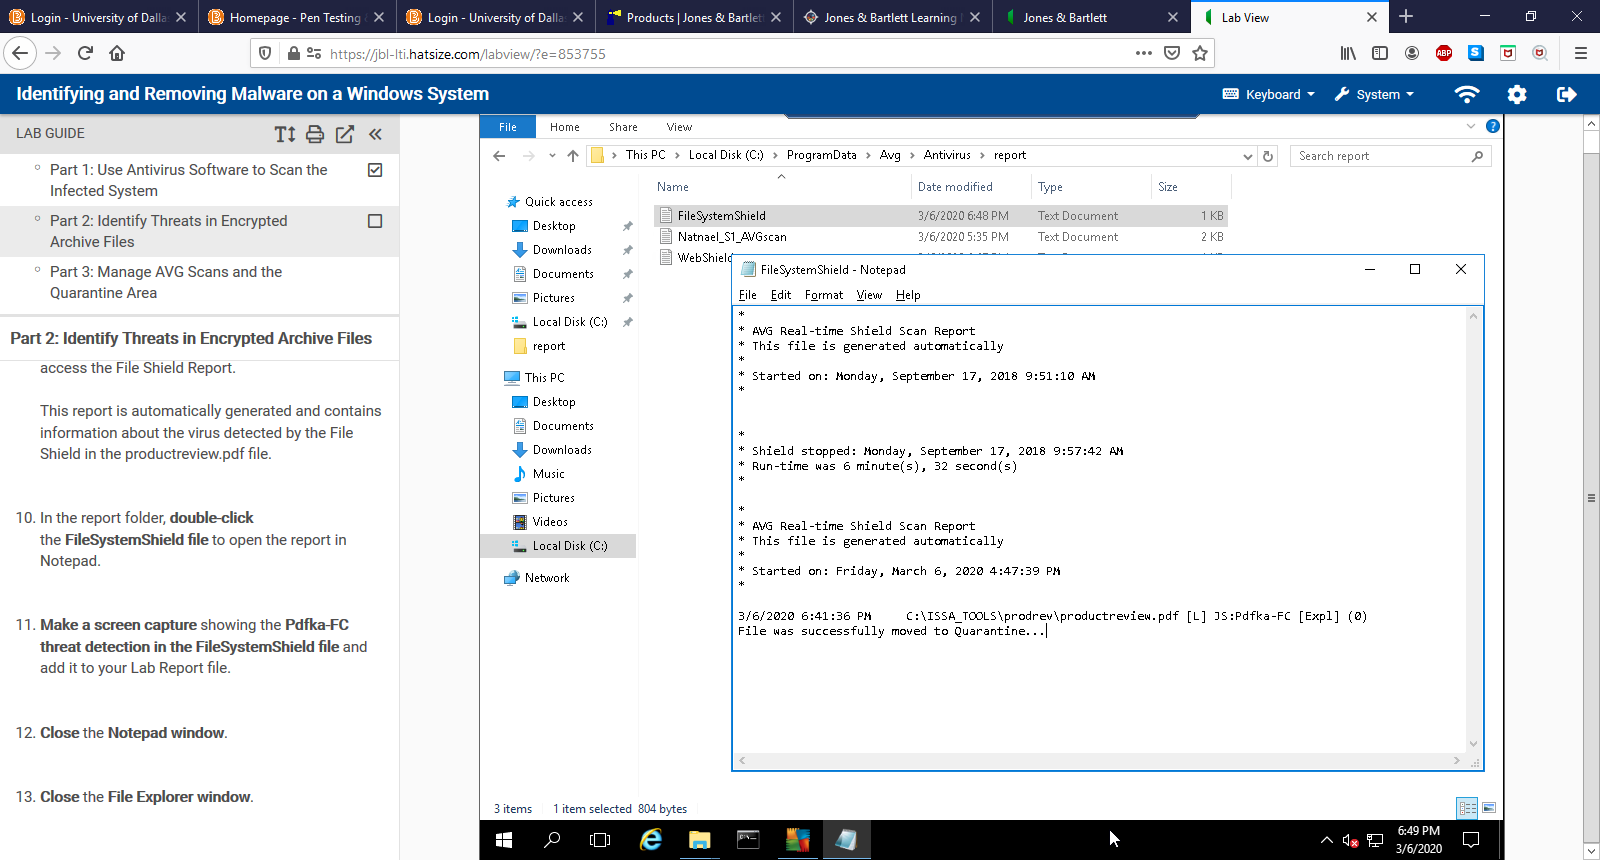 Login - University of Dalla
Homepage - Pen Testing
Login - University of Dalla
Products | Jones & Bartlett
Jones & Bartlett Learning
Jones & Bartlett
Lab View
https://jbl-lti.hatsize.com/labview/?e=853755
ABP
S
Identifying and Removing Malware on a Windows System
Keyboard
System
LAB GUIDE
Part 1: Use Antivirus Software to Scan the
Infected System
Part 2: Identify Threats in Encrypted
Archive Files
Part 3: Manage AVG Scans and the
Quarantine Area
Part 2: Identify Threats in Encrypted Archive Files
access the File Shield Report.
This report is automatically generated and contains
information about the virus detected by the File
Shield in the productreview.pdf file.
10. In the report folder, double-click
the FileSystemShield file to open the report in
Notepad.
11. Make a screen capture showing the Pdfka-FC
threat detection in the FileSystemShield file and
add it to your Lab Report file.
12. Close the Notepad window.
13. Close the File Explorer window.
File
Home
Share
View
This PC > Local Disk (C:) > ProgramData > Avg > Antivirus > report
Search report
Name
Date modified
Type
Size
FileSystemShield 3/6/2020 6:48 PM Text Document 1 KB
Natnael_S1_AVGscan 3/6/2020 5:35 PM Text Document 2 KB
WebShield
Quick access
Desktop
Downloads
Documents
Pictures
Local Disk (C:)
report
This PC
Desktop
Documents
Downloads
Music
Pictures
Videos
Local Disk (C:)
Network
FileSystemShield - Notepad
File Edit Format View Help
*
* AVG Real-time Shield Scan Report
* This file is generated automatically
*
* Started on: Monday, September 17, 2018 9:51:10 AM
*
*
* Shield stopped: Monday, September 17, 2018 9:57:42 AM
* Run-time was 6 minute(s), 32 second(s)
*
*
* AVG Real-time Shield Scan Report
* This file is generated automatically
*
* Started on: Friday, March 6, 2020 4:47:39 PM
*
3/6/2020 6:41:36 PM C:\ISSA_TOOLS\prodrev\productreview.pdf [L] JS:Pdfka-FC [Expl] (0)
File was successfully moved to Quarantine...
3 items
1 item selected 804 bytes
6:49 PM
3/6/2020